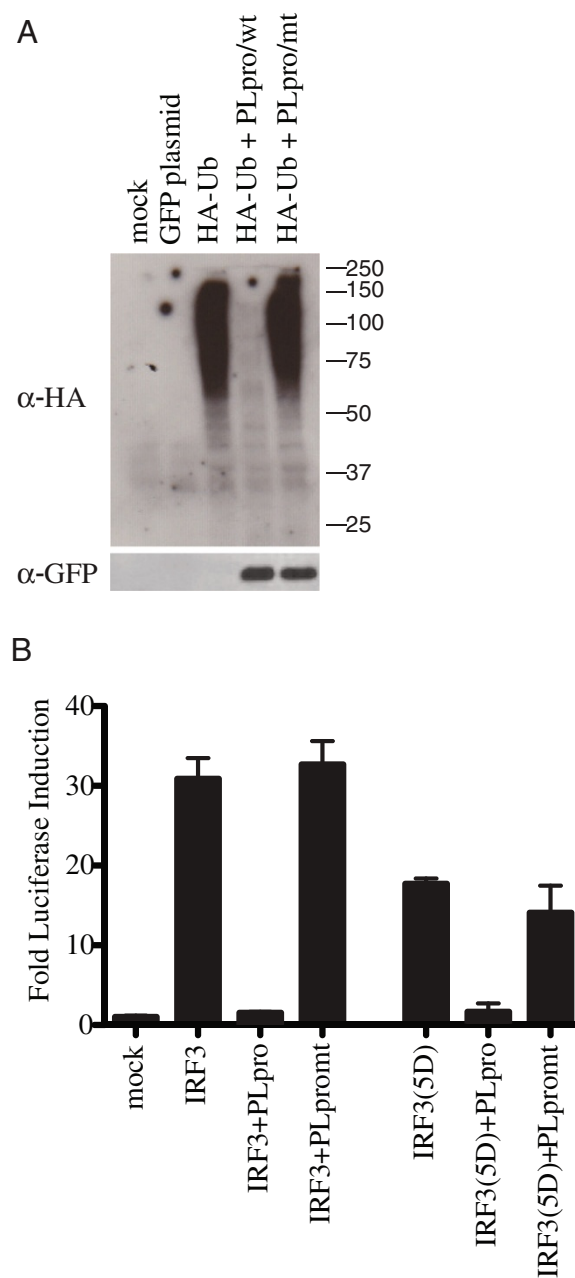 A
mock
GFP plasmid
HA-Ub
HA-Ub + PLpro/wt
HA-Ub + PLpro/mt
250
150
100
75
50
37
25
α-HA
α-GFP
B
Fold Luciferase Induction
40
30
20
10
0
mock
IRF3
IRF3+PLpro
IRF3+PLpromt
IRF3(5D)
IRF3(5D)+PLpro
IRF3(5D)+PLpromt